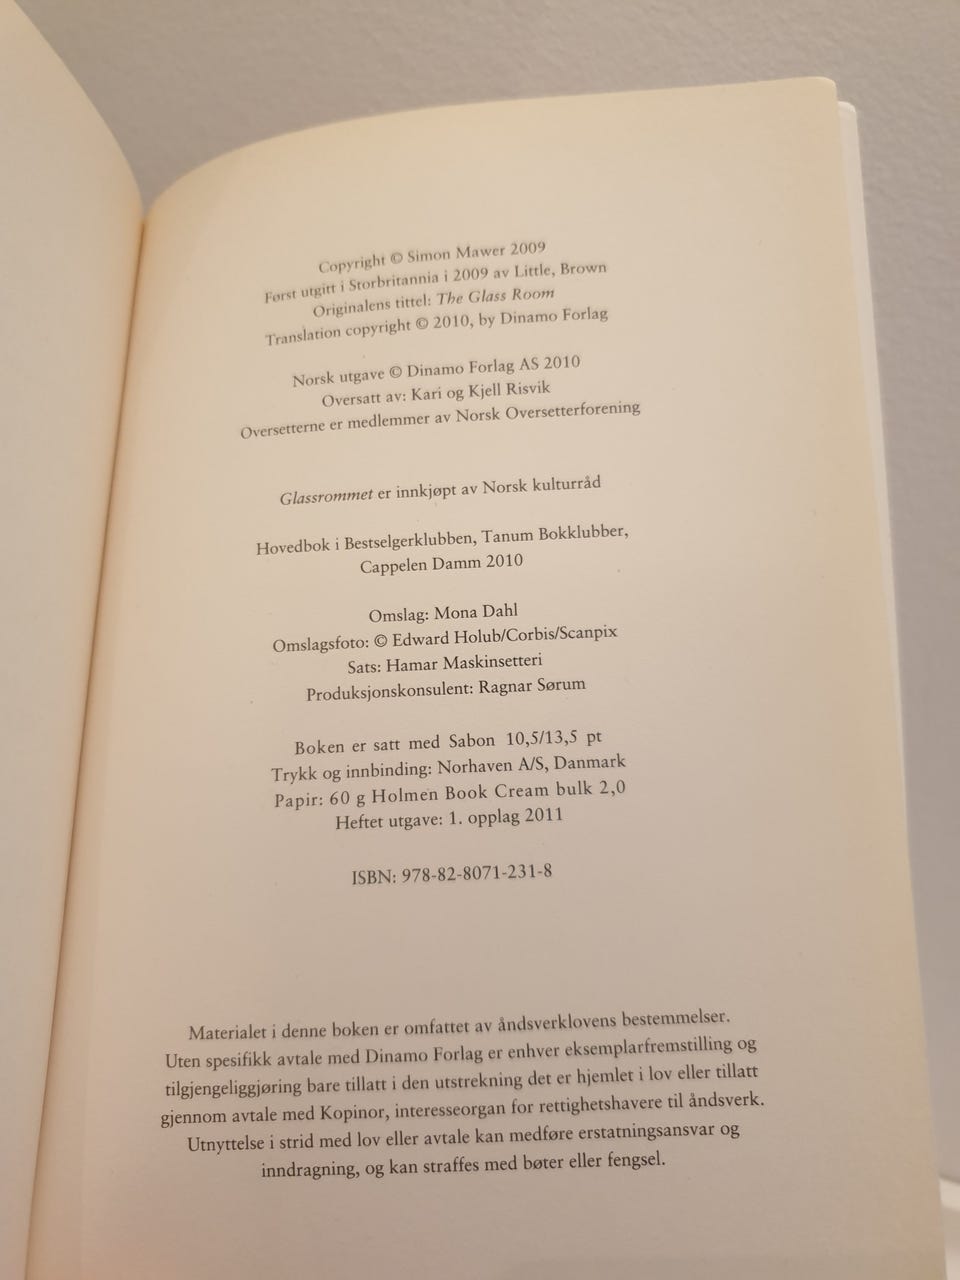 Copyright © Simon Mawer 2009
Først utgitt i Storbritannia i 2009 av Little, Brown
Originalens tittel: The Glass Room
Translation copyright © 2010, by Dinamo Forlag
Norsk utgave © Dinamo Forlag AS 2010
Oversatt av: Kari og Kjell Risvik
Oversetterne er medlemmer av Norsk Oversetterforening
Glassrommet er innkjøpt av Norsk kulturråd
Hovedbok i Bestselgerklubben, Tanum Bokklubber,
Cappelen Damm 2010
Omslag: Mona Dahl
Omslagsfoto: © Edward Holub/Corbis/Scanpix
Sats: Hamar Maskinsetteri
Produksjonskonsulent: Ragnar Sørum
Boken er satt med Sabon 10,5/13,5 pt
Trykk og innbinding: Norhaven A/S, Danmark
Papir: 60 g Holmen Book Cream bulk 2,0
Heftet utgave: 1. opplag 2011
ISBN: 978-82-8071-231-8
Materialet i denne boken er omfattet av åndsverklovens bestemmelser.
Uten spesifikk avtale med Dinamo Forlag er enhver eksemplarfremstilling og
tilgjengeliggjøring bare tillatt i den utstrekning det er hjemlet i lov eller tillatt
gjennom avtale med Kopinor, interesseorgan for rettighetshavere til åndsverk.
Utnyttelse i strid med lov eller avtale kan medføre erstatningsansvar og
inndragning, og kan straffes med bøter eller fengsel.